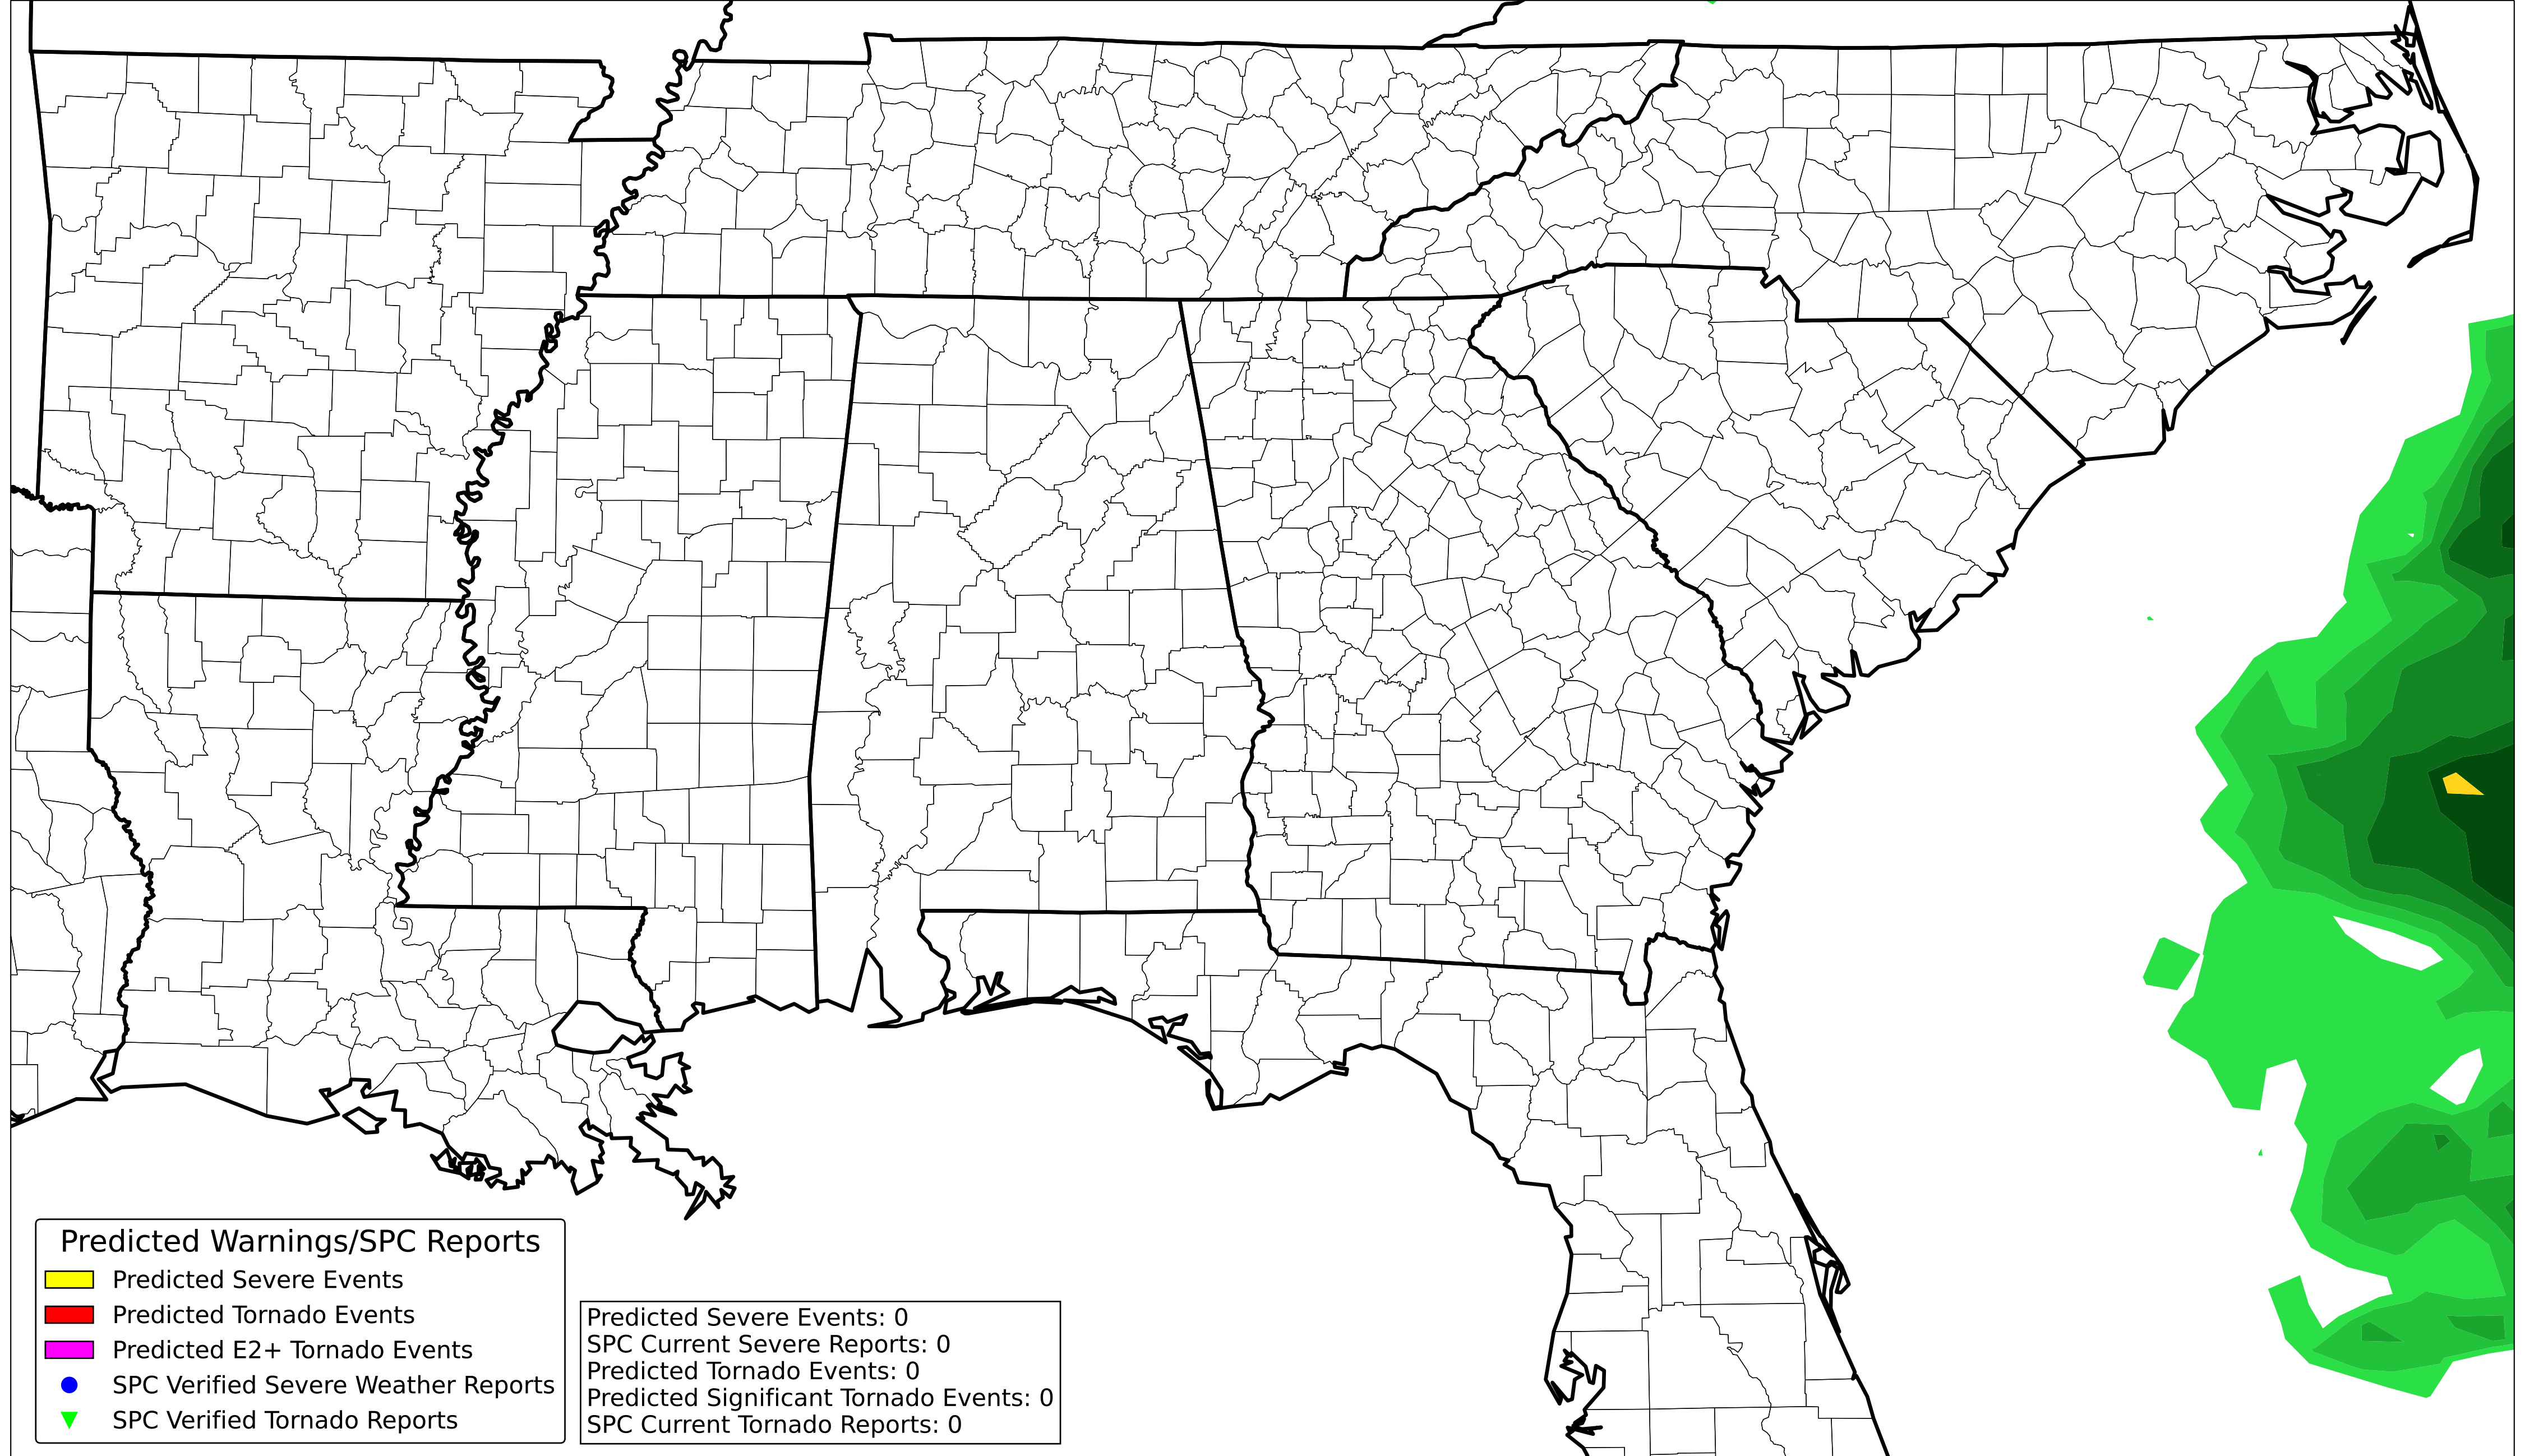 Predicted Warnings/SPC Reports
Predicted Severe Events
Predicted Tornado Events
Predicted E2+ Tornado Events
SPC Verified Severe Weather Reports
SPC Verified Tornado Reports
Predicted Severe Events: 0
SPC Current Severe Reports: 0
Predicted Tornado Events: 0
Predicted Significant Tornado Events: 0
SPC Current Tornado Reports: 0